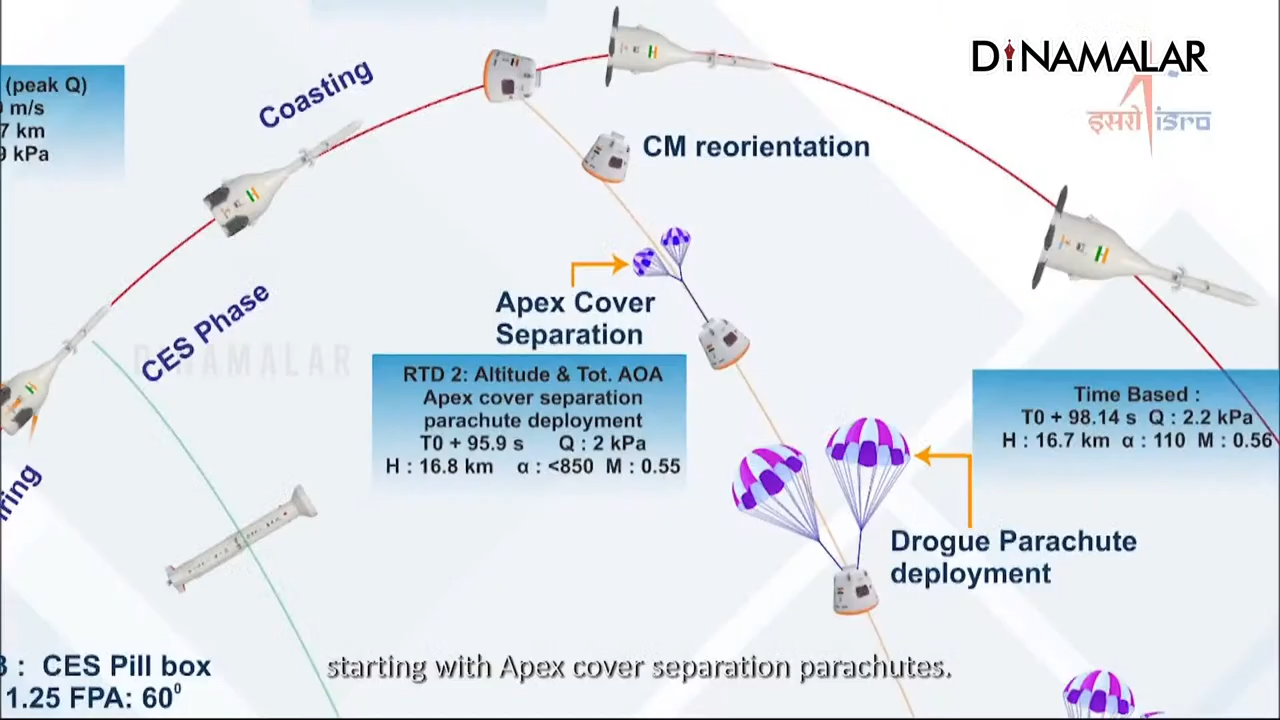 DINAMALAR
इसरो isro
(peak Q)
m/s
7 km
9 kPa
Coasting
CM reorientation
CES Phase
DINAMALAR
Apex Cover
Separation
RTD 2: Altitude & Tot. AOA
Apex cover separation
parachute deployment
T0 + 95.9 s Q : 2 kPa
H : 16.8 km α : <850 M : 0.55
Time Based :
T0 + 98.14 s Q : 2.2 kPa
H : 16.7 km α : 110 M : 0.56
Drogue Parachute
deployment
: CES Pill box
1.25 FPA: 60⁰
starting with Apex cover separation parachutes.